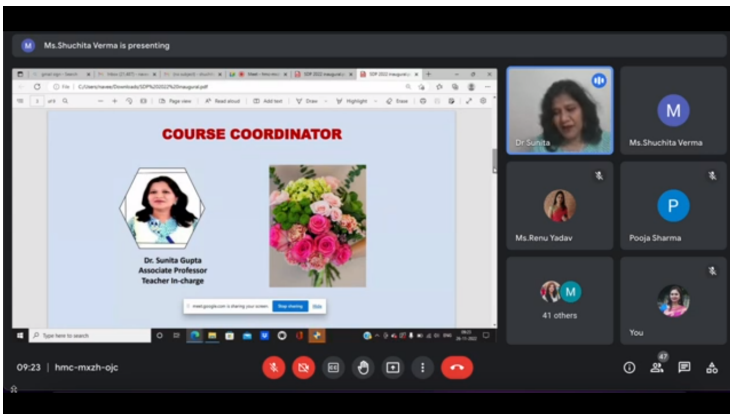 M Ms.Shuchita Verma is presenting
File
Page view
Read aloud
Add text
Draw
Highlight
Erase
COURSE COORDINATOR
Dr. Sunita Gupta
Associate Professor
Teacher In-charge
meet.google.com is sharing your screen.
Stop sharing
Hide
Type here to search
Dr Sunita
M
Ms.Shuchita Verma
Ms.Renu Yadav
P
Pooja Sharma
M
41 others
You
09:23 | hmc-mxzh-ojc
47